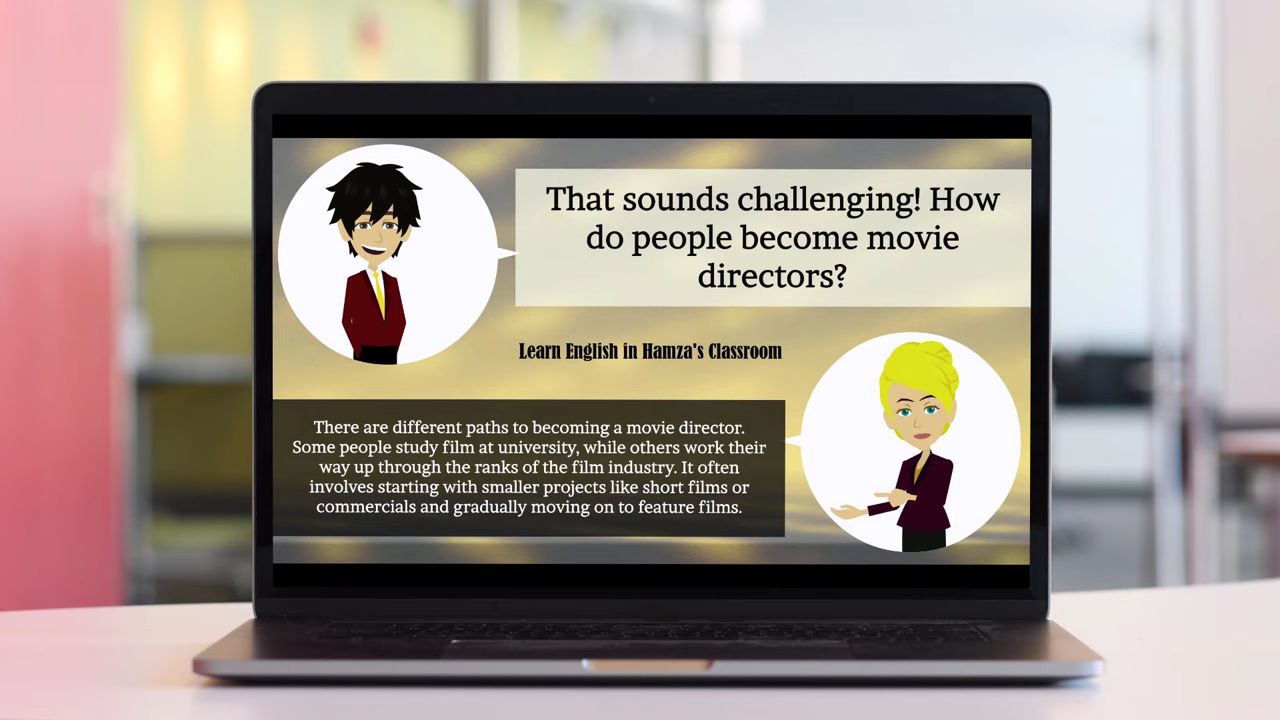 That sounds challenging! How
do people become movie
directors?
Learn English in Hamza's Classroom
There are different paths to becoming a movie director.
Some people study film at university, while others work their
way up through the ranks of the film industry. It often
involves starting with smaller projects like short films or
commercials and gradually moving on to feature films.